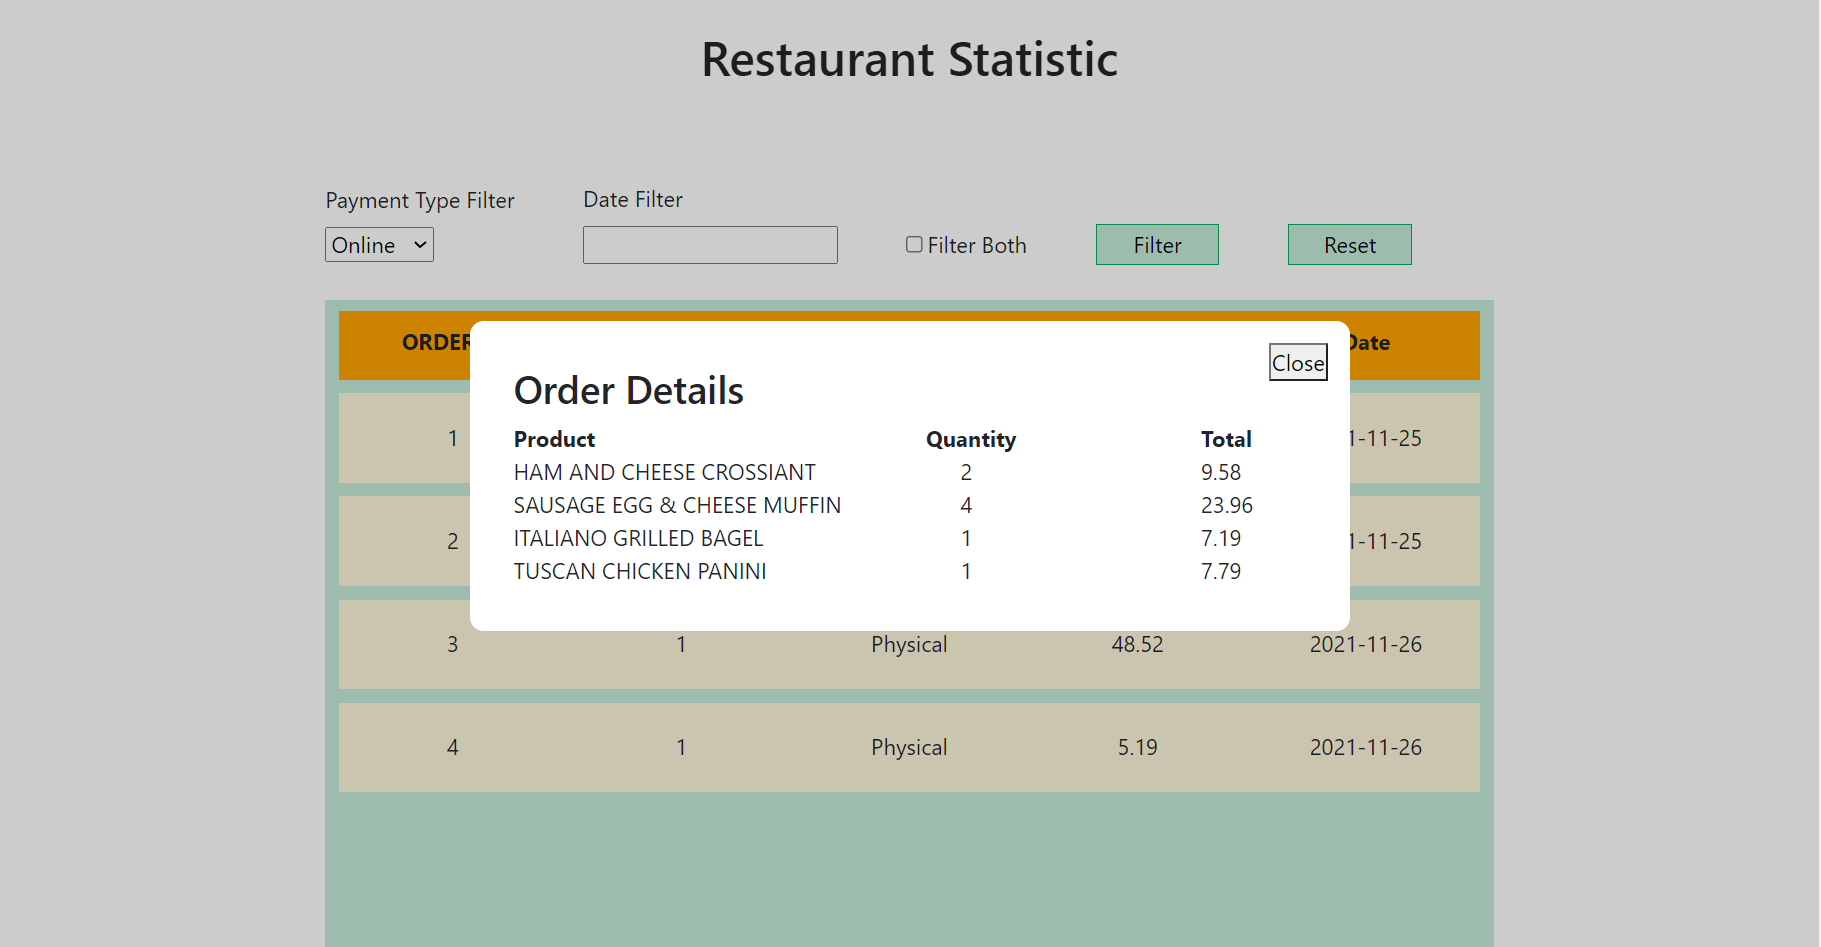 Restaurant Statistic
Payment Type Filter Date Filter
Online Filter Both Filter Reset
ORDER Date
Close
Order Details
Product Quantity Total
1 HAM AND CHEESE CROSSIANT 2 9.58 1-11-25
SAUSAGE EGG & CHEESE MUFFIN 4 23.96
2 ITALIANO GRILLED BAGEL 1 7.19 1-11-25
TUSCAN CHICKEN PANINI 1 7.79
3 1 Physical 48.52 2021-11-26
4 1 Physical 5.19 2021-11-26